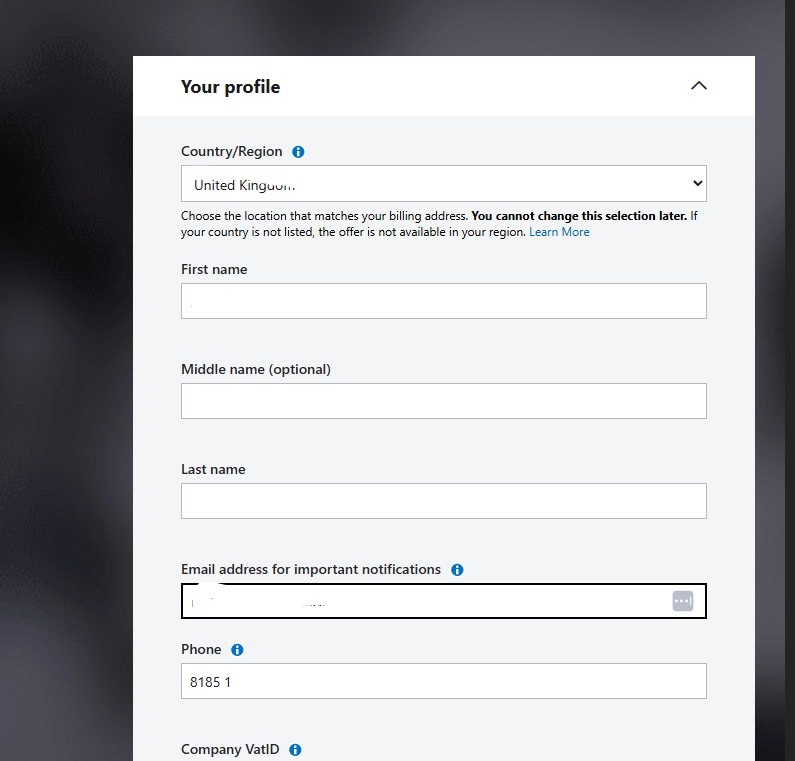 Your profile
Country/Region
United Kingdom
Choose the location that matches your billing address. You cannot change this selection later. If
your country is not listed, the offer is not available in your region. Learn More
First name
Middle name (optional)
Last name
Email address for important notifications
Phone
8185 1
Company VatID